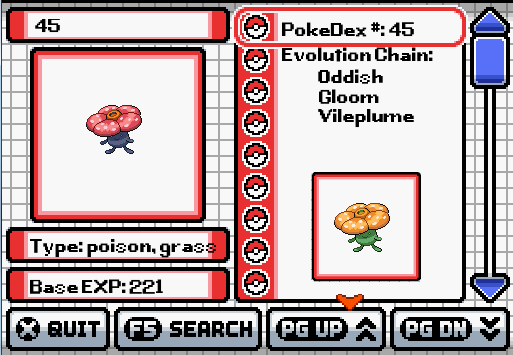 45
PokeDex #: 45
Evolution Chain:
Oddish
Gloom
Vileplume
Type: poison, grass
Base EXP: 221
X QUIT
F5 SEARCH
PG UP
PG DN